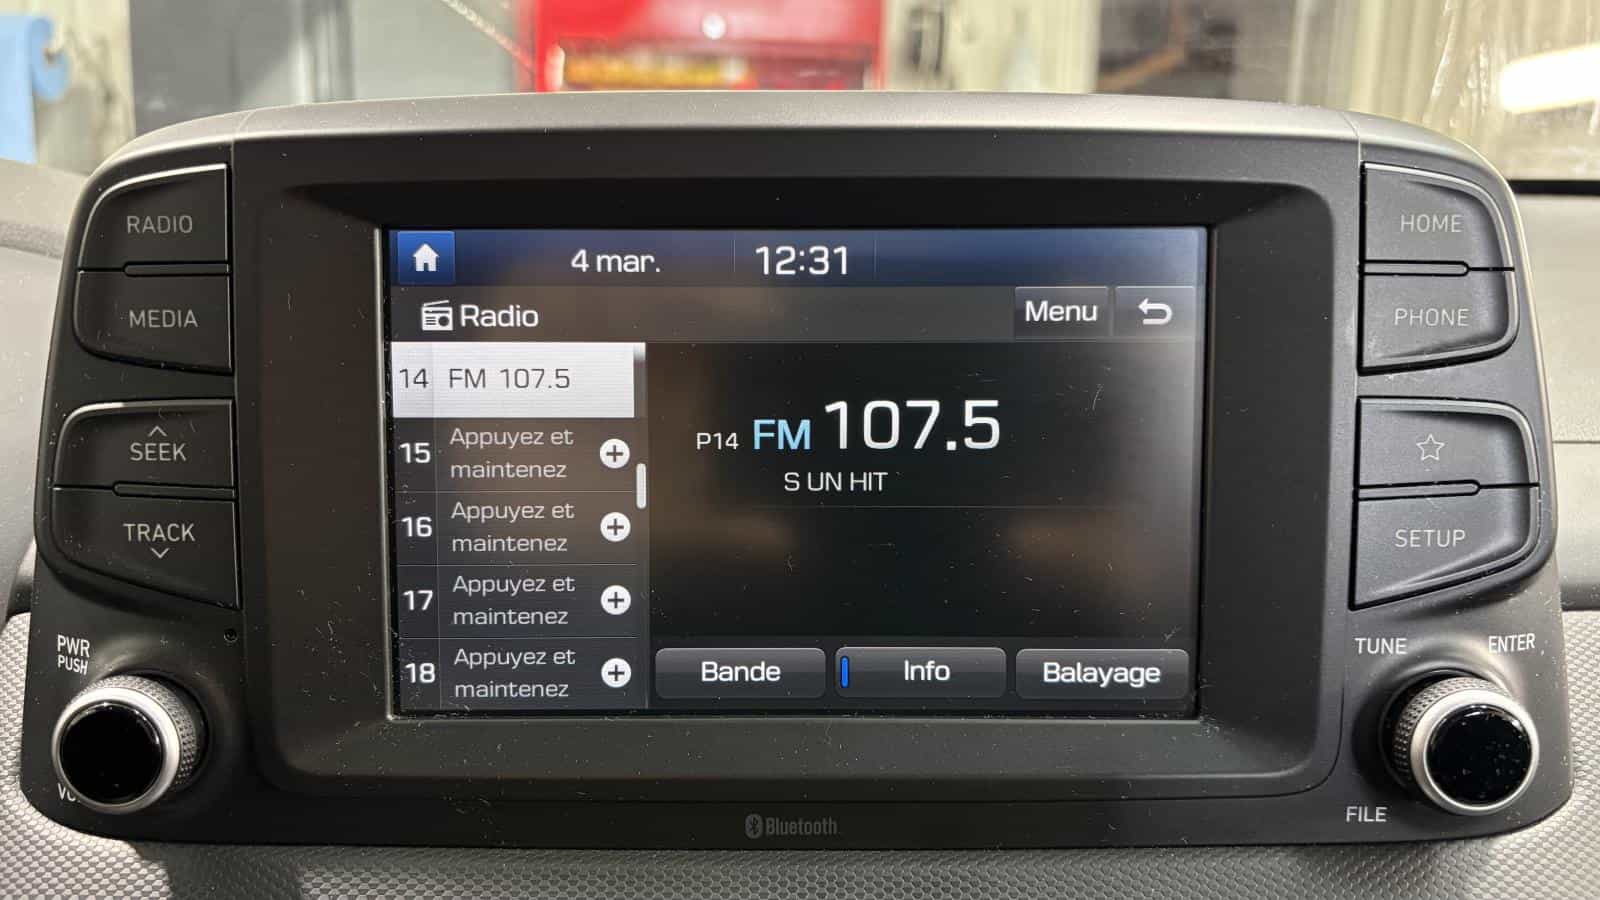 RADIO
MEDIA
SEEK
TRACK
PWR
PUSH
4 mar.
12:31
Radio
Menu
14 FM 107.5
15 Appuyez et
maintenez
16 Appuyez et
maintenez
17 Appuyez et
maintenez
18 Appuyez et
maintenez
P14 FM 107.5
S UN HIT
Bande
Info
Balayage
HOME
PHONE
SETUP
TUNE
ENTER
FILE
Bluetooth